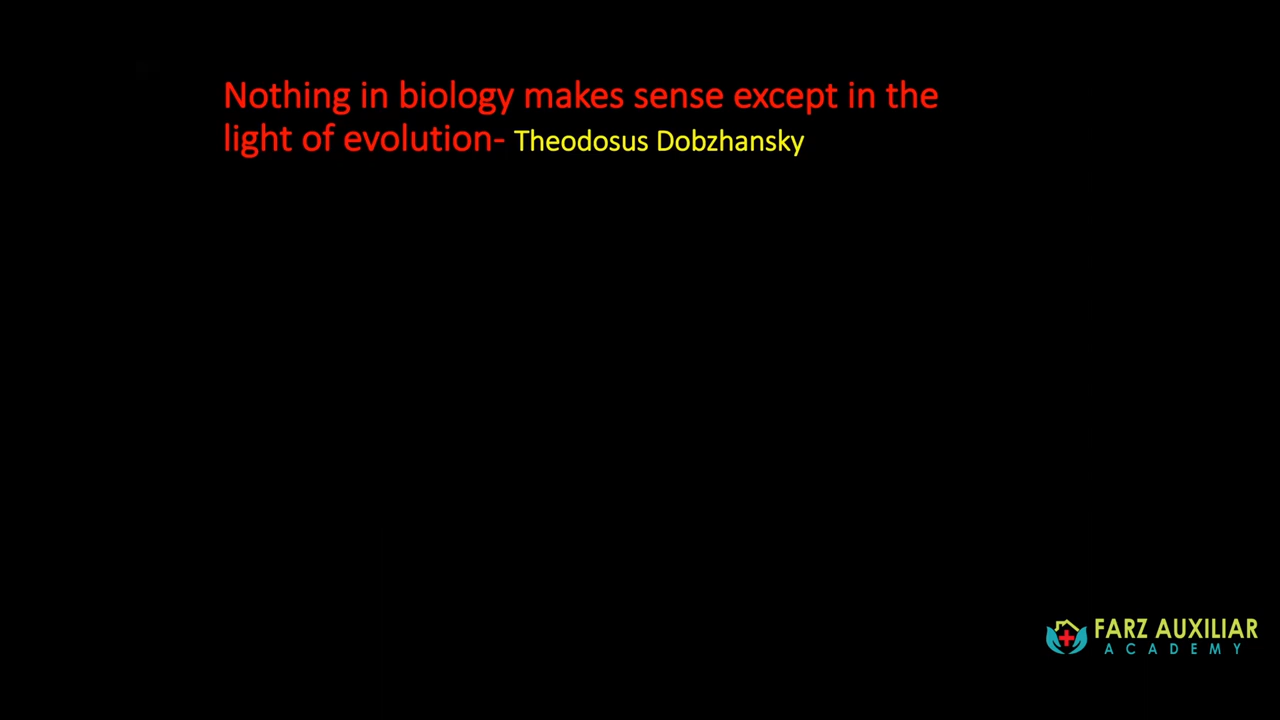 Nothing in biology makes sense except in the
light of evolution- Theodosus Dobzhansky
FARZ AUXILIAR
ACADEMY